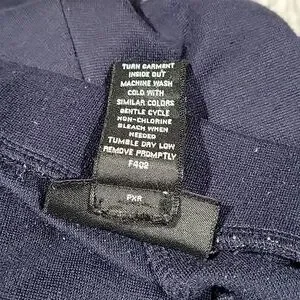 TURN GARMENT
INSIDE OUT
MACHINE WASH
COLD WITH
SIMILAR COLORS
GENTLE CYCLE
NON-CHLORINE
BLEACH WHEN
NEEDED
TUMBLE DRY LOW
REMOVE PROMPTLY
F402
PXR